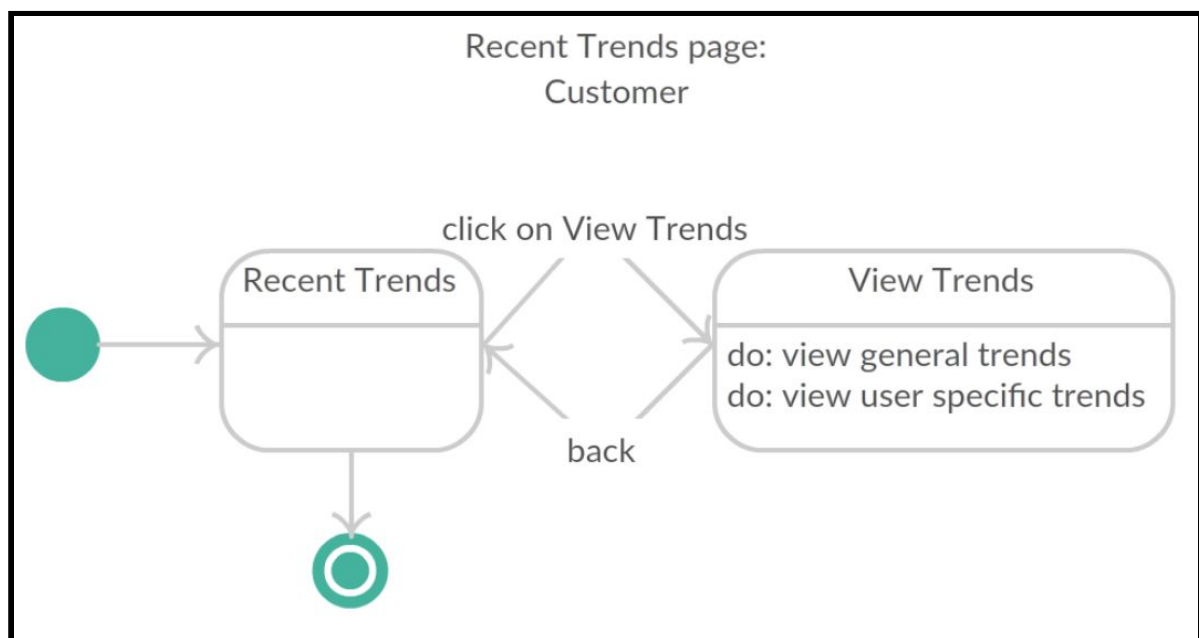 Recent Trends page:
Customer
click on View Trends
Recent Trends
View Trends
do: view general trends
do: view user specific trends
back